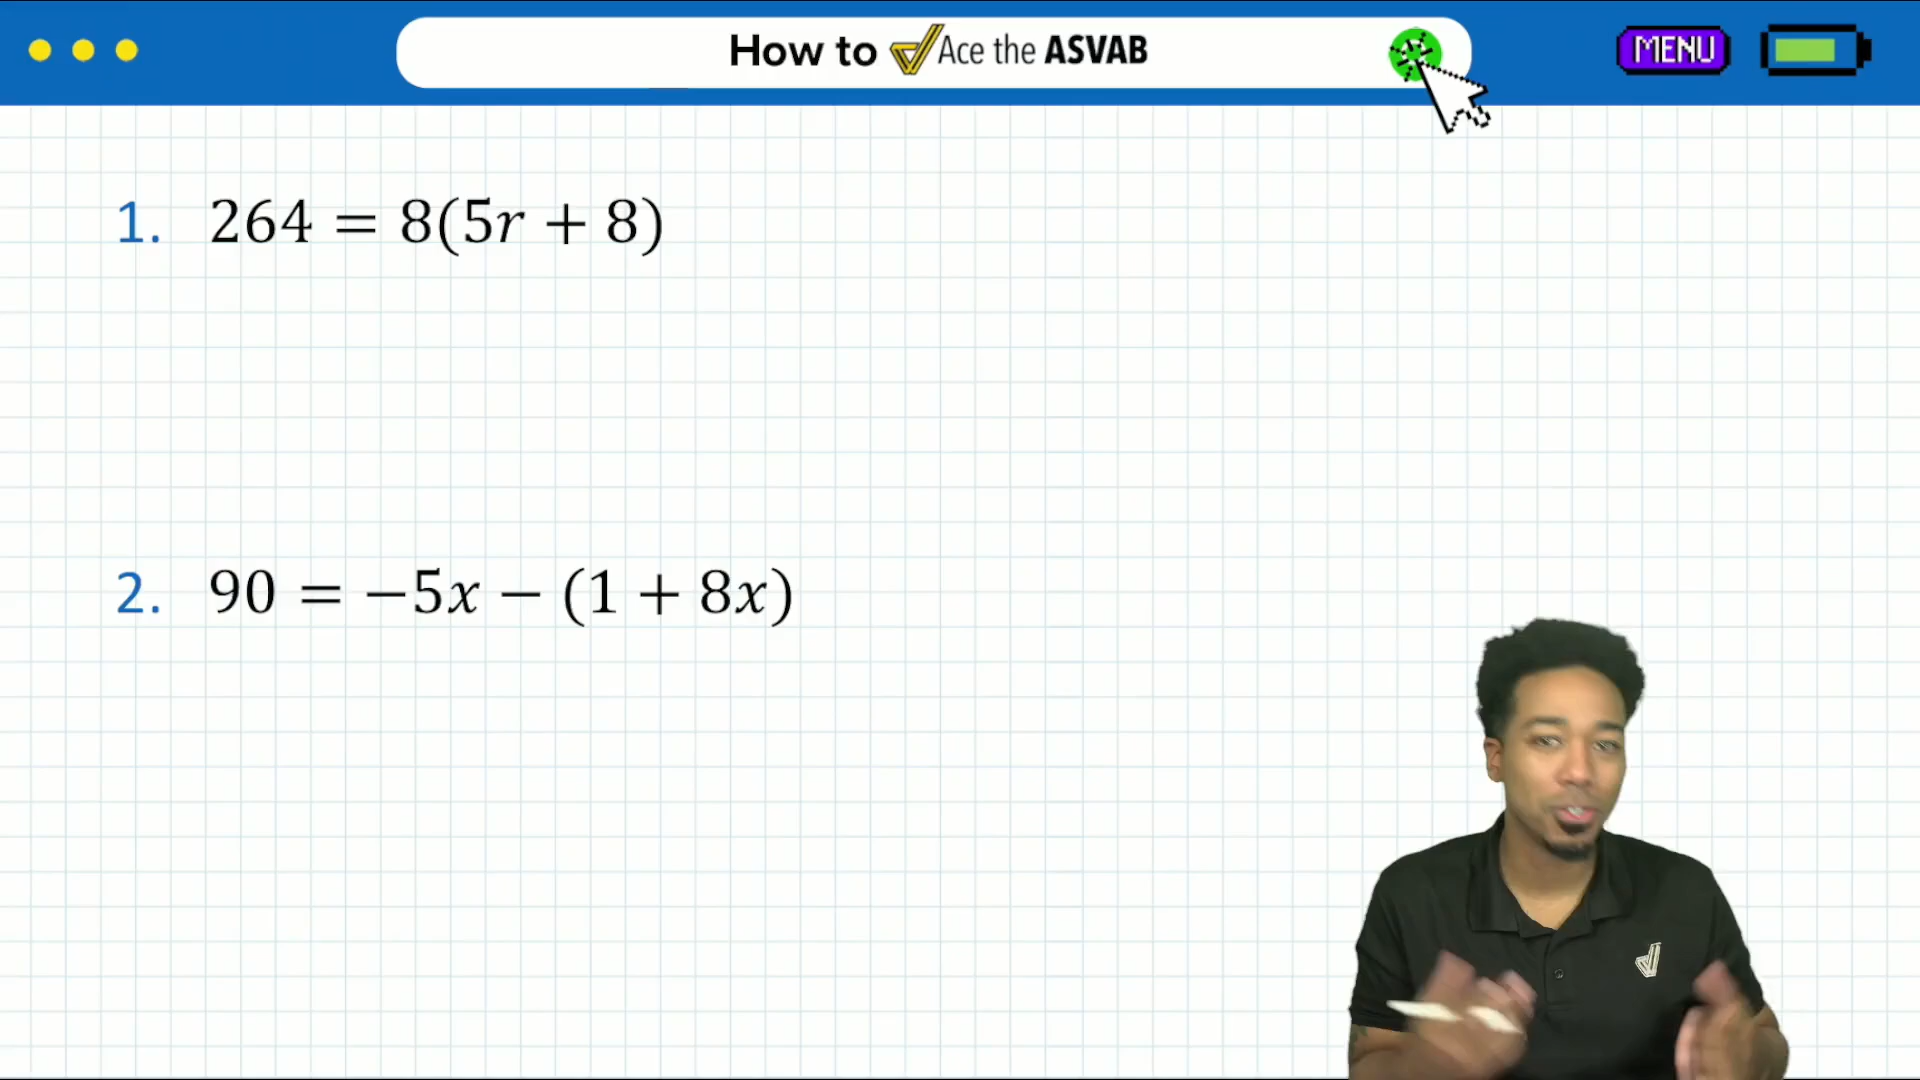 How to Ace the ASVAB
MENU
1. 264 = 8(5r + 8)
2. 90 = −5x − (1 + 8x)